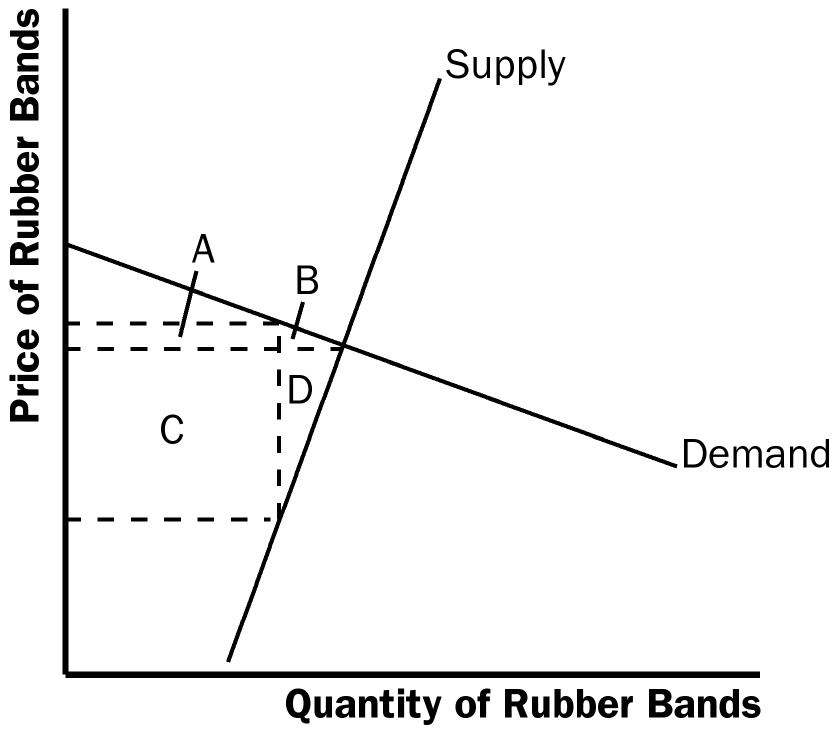 Price of Rubber Bands
Supply
A
B
D
C
Demand
Quantity of Rubber Bands